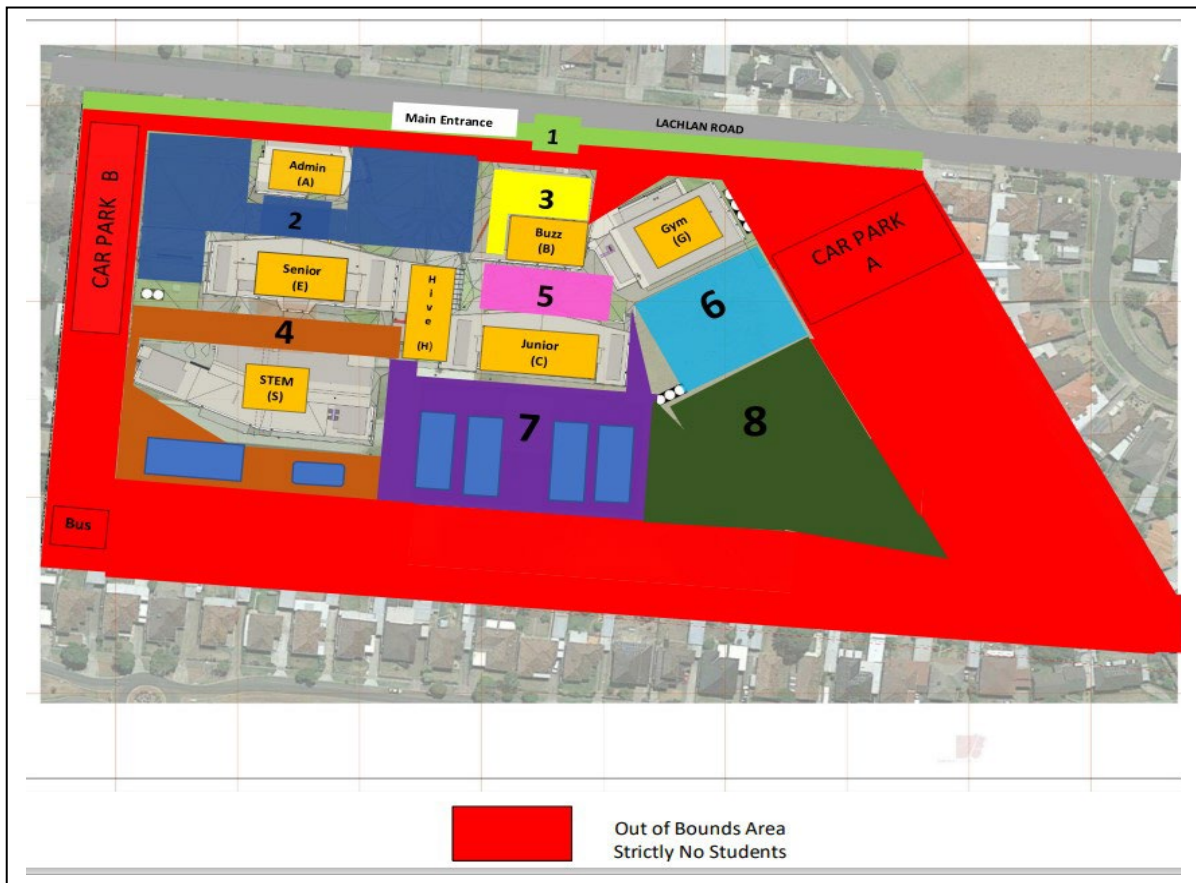 Main Entrance
1
LACHLAN ROAD
CAR PARK B
Admin
(A)
2
3
Buzz
(B)
Gym
(G)
CAR PARK
A
Senior
(E)
H
i
v
e
(H)
5
6
4
Junior
(C)
STEM
(S)
7
8
Bus
Out of Bounds Area
Strictly No Students